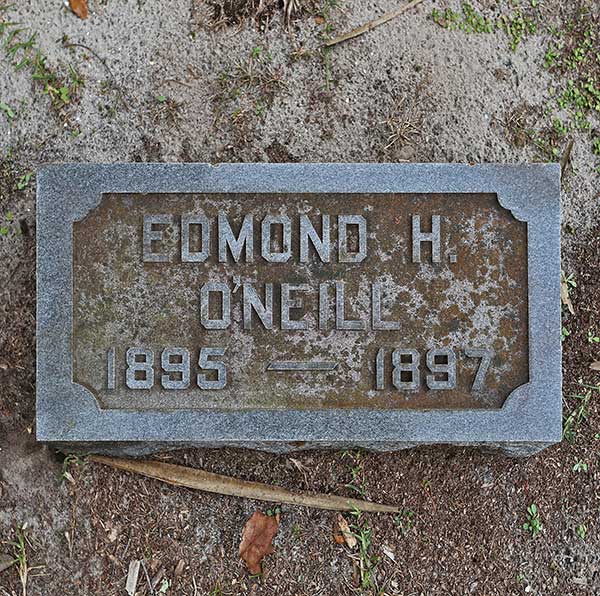 EDMOND H.
O'NEILL
1895 — 1897